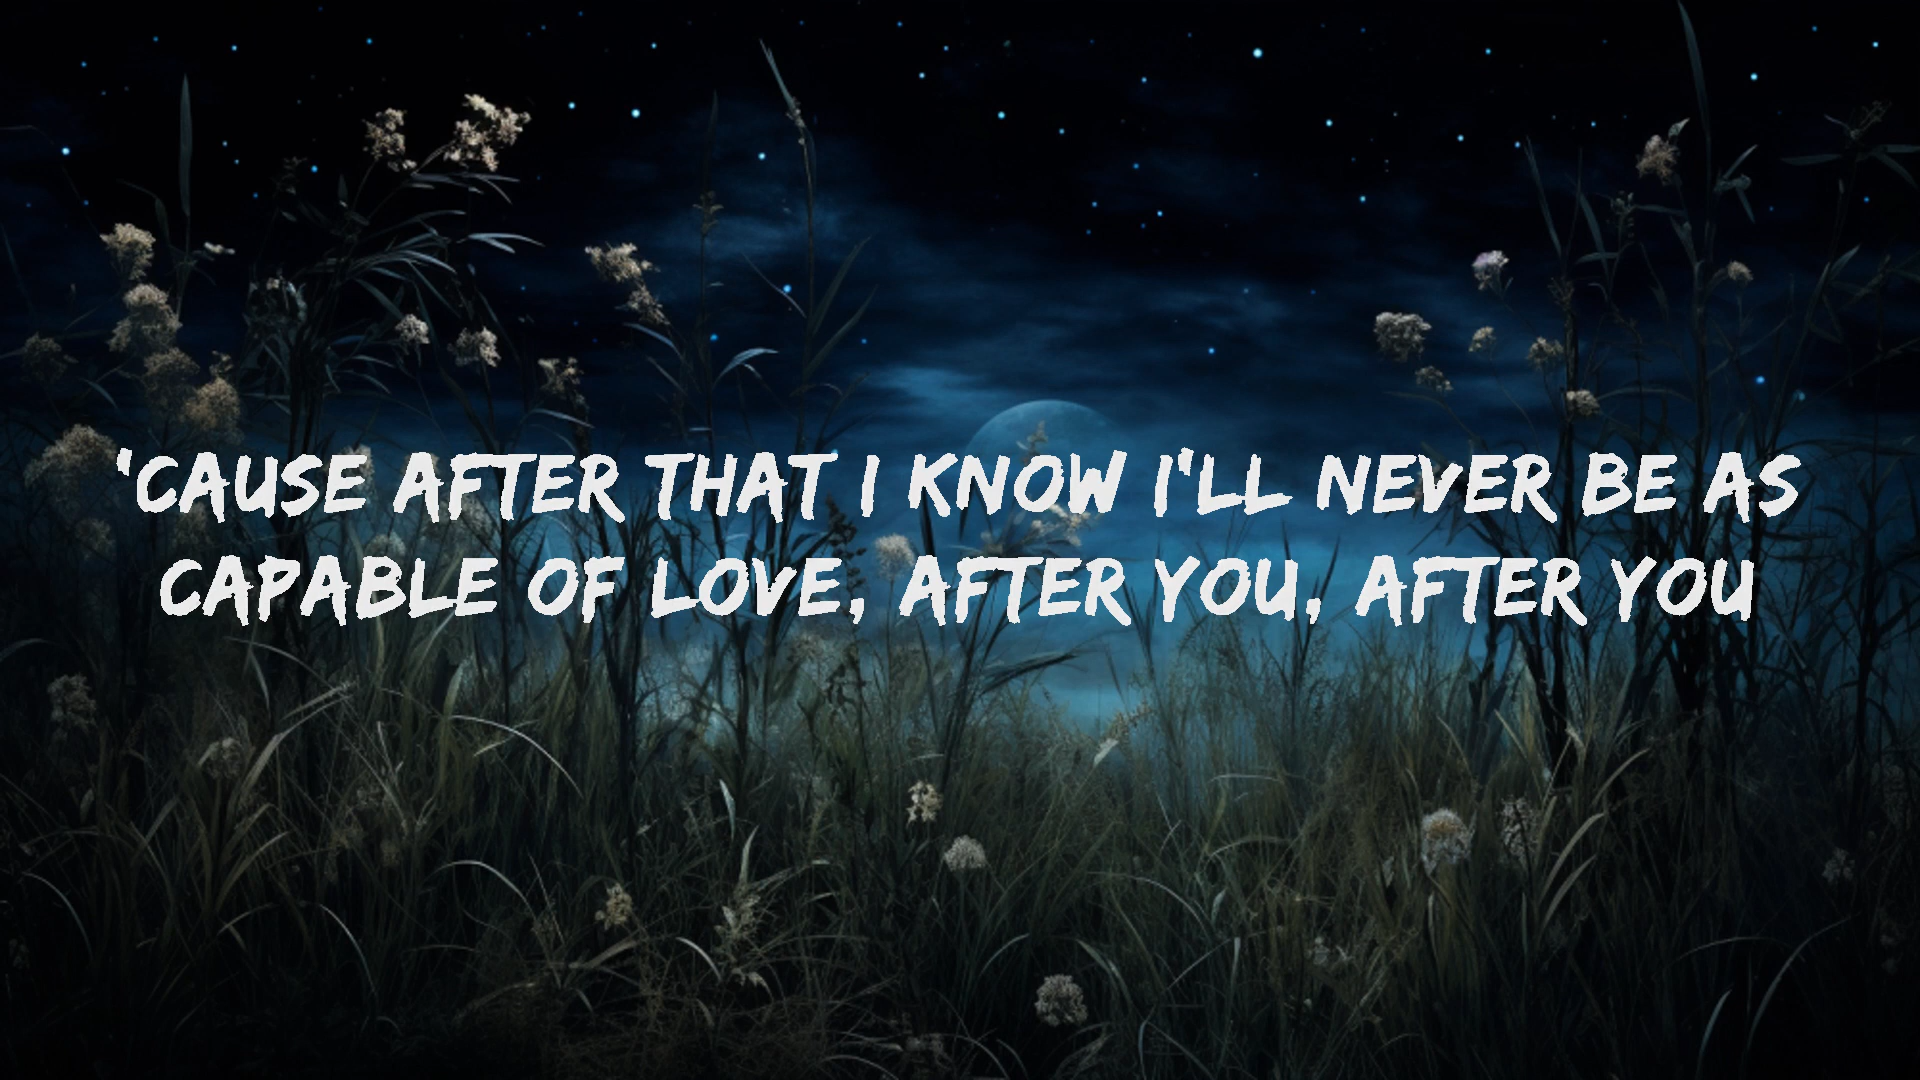 'CAUSE AFTER THAT I KNOW I'LL NEVER BE AS
CAPABLE OF LOVE, AFTER YOU, AFTER YOU